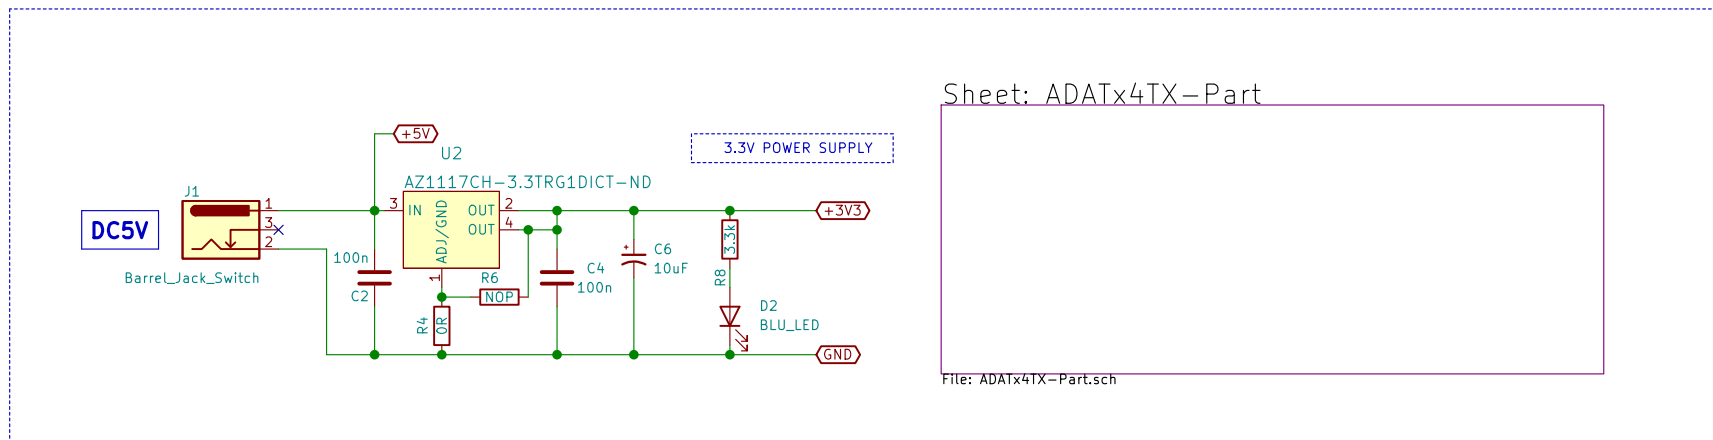 Sheet: ADATx4TX-Part
+5V
3.3V POWER SUPPLY
U2
AZ1117CH-3.3TRG1DICT-ND
J1
DC5V
1
3
2
Barrel_Jack_Switch
3
IN
ADJ/GND
OUT
2
OUT
4
1
+3V3
3.3k
R8
100n
C2
R6
NOP
R4
0R
C4
100n
+
C6
10uF
D2
BLU_LED
GND
File: ADATx4TX-Part.sch